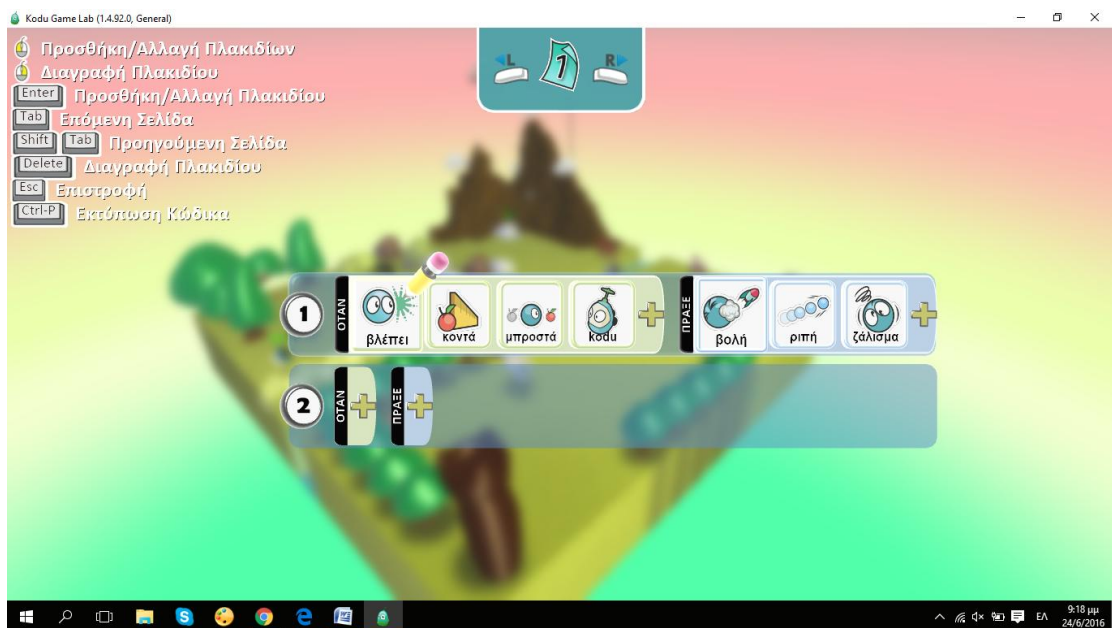 Kodu Game Lab (1.4.92.0, General)
L 1 R
Προσθήκη/Αλλαγή Πλακιδίων
Διαγραφή Πλακιδίου
Enter Προσθήκη/Αλλαγή Πλακιδίου
Tab Επόμενη Σελίδα
Shift Tab Προηγούμενη Σελίδα
Delete Διαγραφή Πλακιδίου
Esc Επιστροφή
Ctrl-P Εκτύπωση Κώδικα
1 ΟΤΑΝ βλέπει κοντά μπροστά kodu ΠΡΑΞΕ βολή ριπή ζάλισμα
2 ΟΤΑΝ ΠΡΑΞΕ
ΕΛ 9:18 μμ
24/6/2016